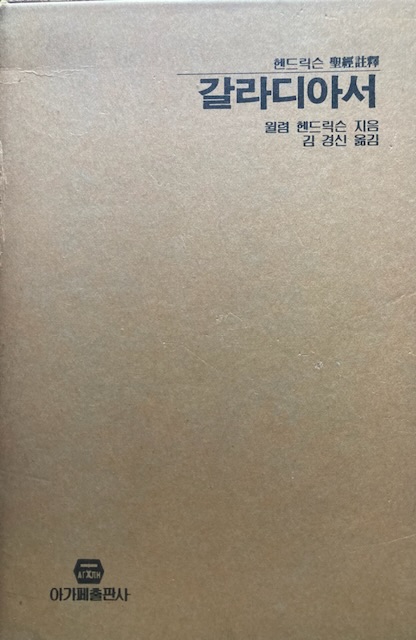 헨드릭슨 聖經註釋
갈라디아서
윌렴 헨드릭슨 지음
김 경신 옮김
ΑΓΑΠΗ
아가페출판사